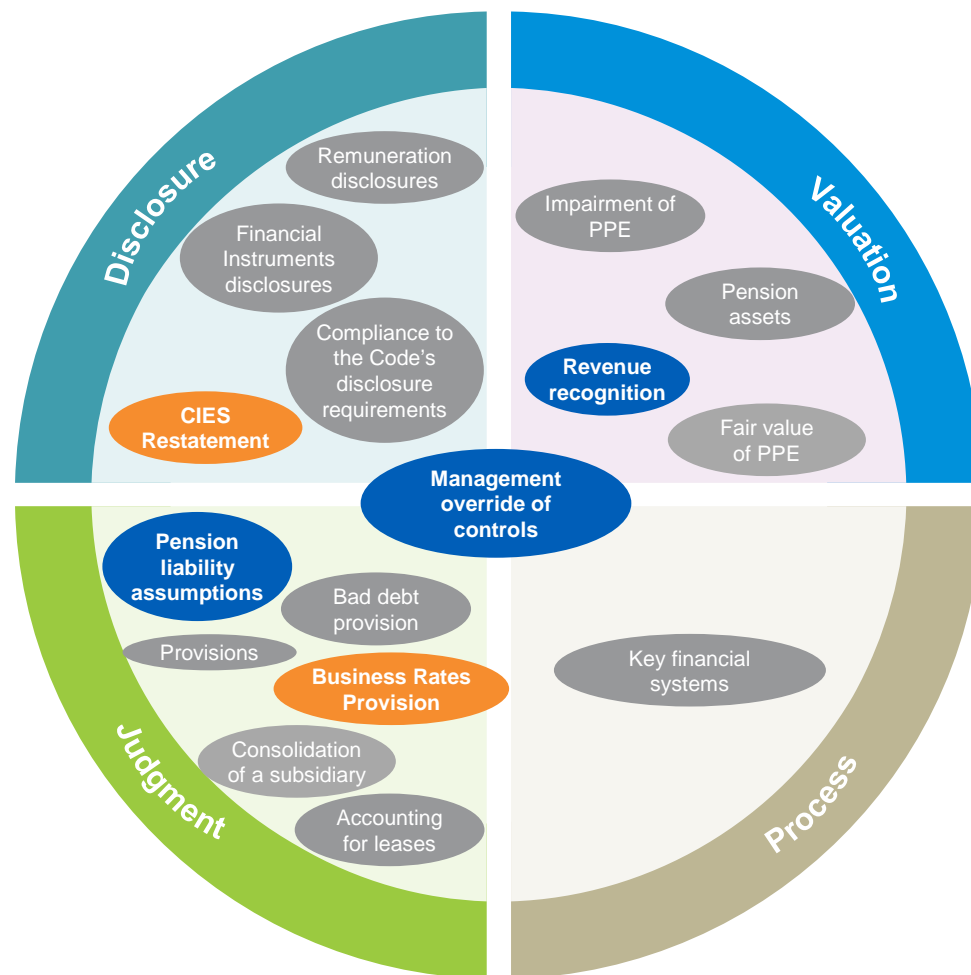 Disclosure
Remuneration
disclosures
Financial
Instruments
disclosures
Compliance to
the Code's
disclosure
requirements
CIES
Restatement
Valuation
Impairment of
PPE
Pension
assets
Revenue
recognition
Fair value
of PPE
Management
override of
controls
Judgment
Pension
liability
assumptions
Bad debt
provision
Provisions
Business Rates
Provision
Consolidation
of a subsidiary
Accounting
for leases
Process
Key financial
systems